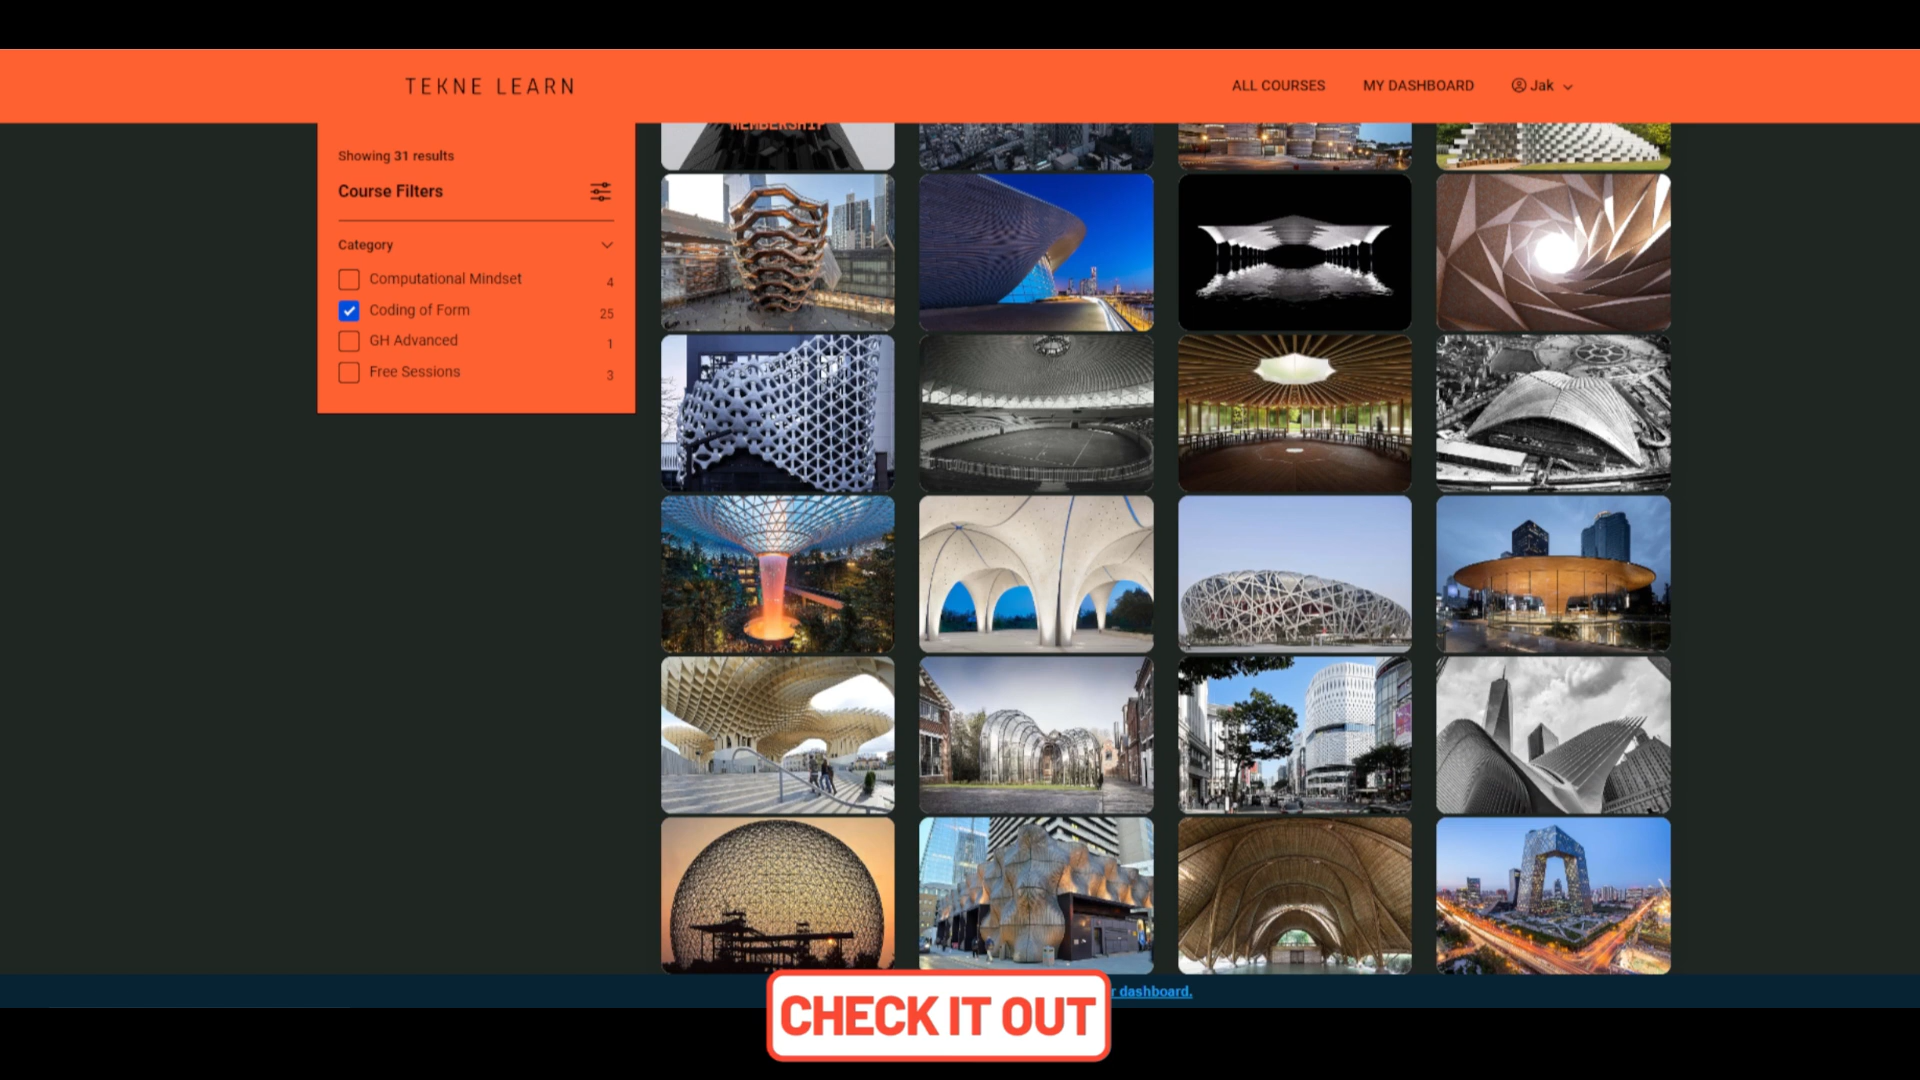 TEKNE LEARN
ALL COURSES MY DASHBOARD Jak
MEMBERSHIP
Showing 31 results
Course Filters
Category
Computational Mindset 4
Coding of Form 25
GH Advanced 1
Free Sessions 3
dashboard.
CHECK IT OUT